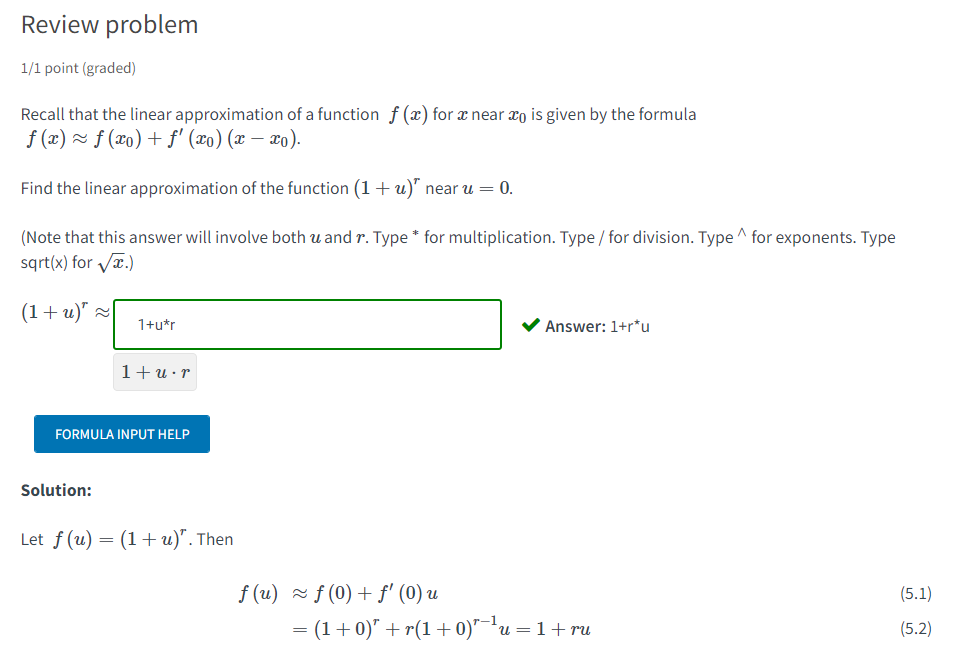 Review problem
1/1 point (graded)
Recall that the linear approximation of a function f (x) for x near x₀ is given by the formula
f (x) ≈ f (x₀) + f′ (x₀) (x − x₀).
Find the linear approximation of the function (1 + u)ʳ near u = 0.
(Note that this answer will involve both u and r. Type * for multiplication. Type / for division. Type ^ for exponents. Type
sqrt(x) for √x.)
(1 + u)ʳ ≈ 1+u*r ✔ Answer: 1+r*u
1 + u · r
FORMULA INPUT HELP
Solution:
Let f (u) = (1 + u)ʳ. Then
f (u) ≈ f (0) + f′ (0) u (5.1)
= (1 + 0)ʳ + r(1 + 0)ʳ⁻¹u = 1 + ru (5.2)